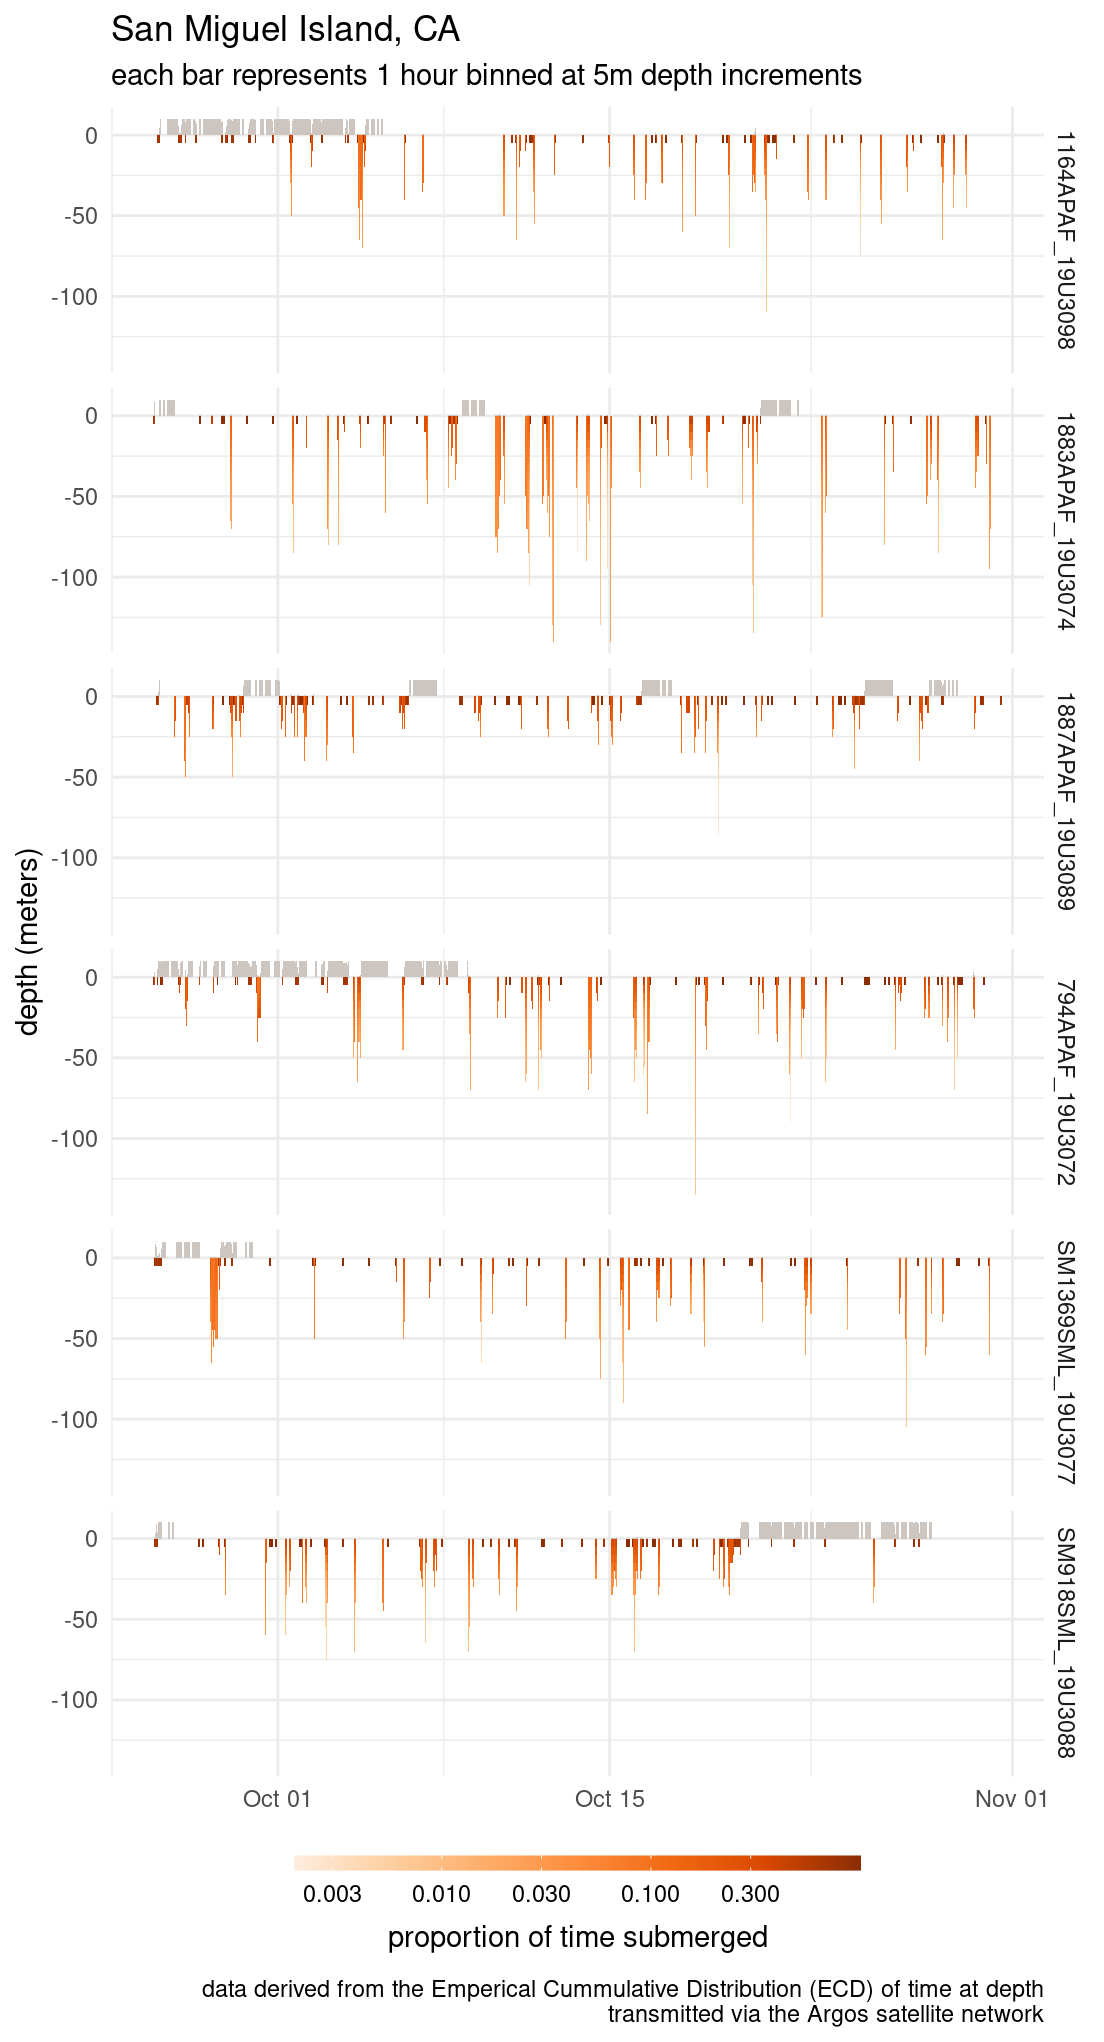 San Miguel Island, CA
each bar represents 1 hour binned at 5m depth increments
0
-50
-100
1164APAF_19U3098
0
-50
-100
1883APAF_19U3074
0
-50
-100
1887APAF_19U3089
depth (meters)
0
-50
-100
794APAF_19U3072
0
-50
-100
SM1369SML_19U3077
0
-50
-100
SM918SML_19U3088
Oct 01 Oct 15 Nov 01
0.003 0.010 0.030 0.100 0.300
proportion of time submerged
data derived from the Emperical Cummulative Distribution (ECD) of time at depth
transmitted via the Argos satellite network